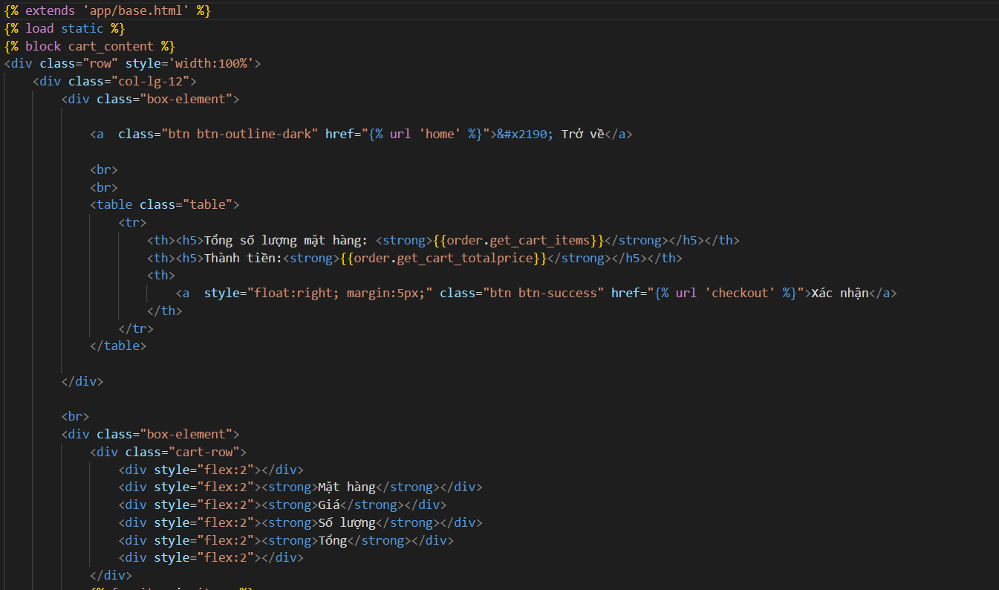 {% extends 'app/base.html' %}
{% load static %}
{% block cart_content %}
<div class="row" style='width:100%'>
<div class="col-lg-12">
<div class="box-element">
<a  class="btn btn-outline-dark" href="{% url 'home' %}">&#x2190; Trở về</a>
<br>
<br>
<table class="table">
<tr>
<th><h5>Tổng số lượng mặt hàng: <strong>{{order.get_cart_items}}</strong></h5></th>
<th><h5>Thành tiền:<strong>{{order.get_cart_totalprice}}</strong></h5></th>
<th>
<a  style="float:right; margin:5px;" class="btn btn-success" href="{% url 'checkout' %}">Xác nhận</a>
</th>
</tr>
</table>
</div>
<br>
<div class="box-element">
<div class="cart-row">
<div style="flex:2"></div>
<div style="flex:2"><strong>Mặt hàng</strong></div>
<div style="flex:2"><strong>Giá</strong></div>
<div style="flex:2"><strong>Số lượng</strong></div>
<div style="flex:2"><strong>Tổng</strong></div>
<div style="flex:2"></div>
</div>